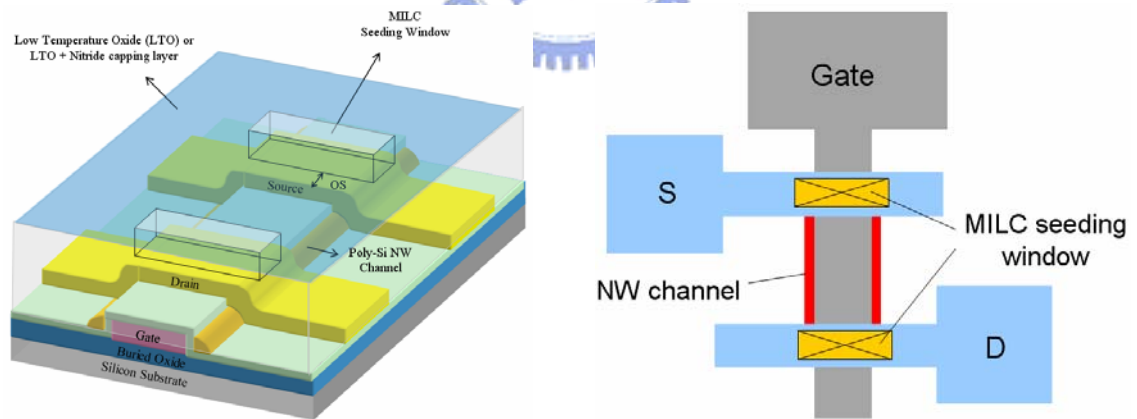 MILC
Seeding Window
Low Temperature Oxide (LTO) or
LTO + Nitride capping layer
Source
OS
Poly-Si NW
Channel
Drain
Gate
Buried Oxide
Silicon Substrate
Gate
S
MILC seeding
window
NW channel
D